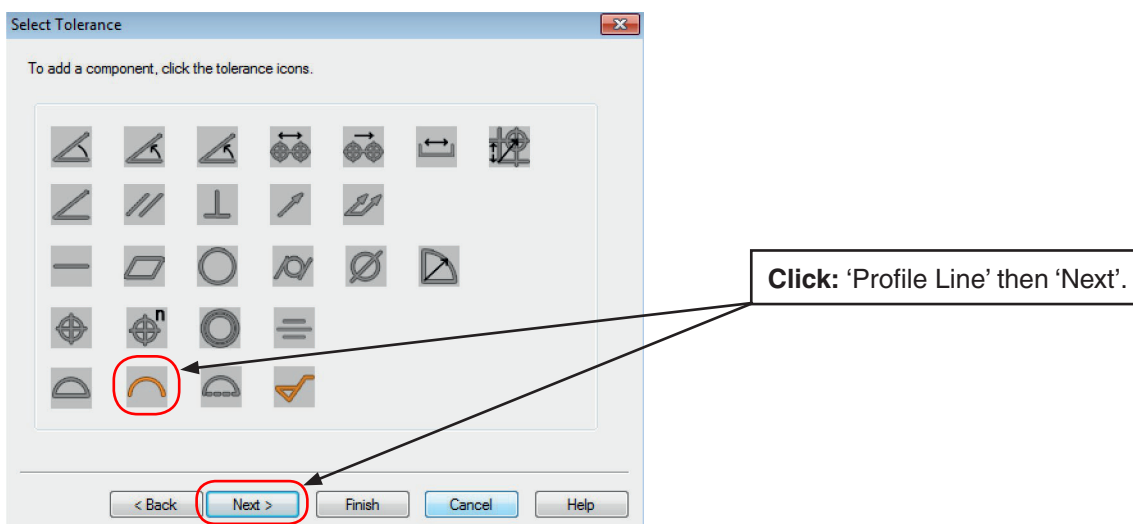 Select Tolerance
To add a component, click the tolerance icons.
n
Click: ‘Profile Line’ then ‘Next’.
< Back Next > Finish Cancel Help